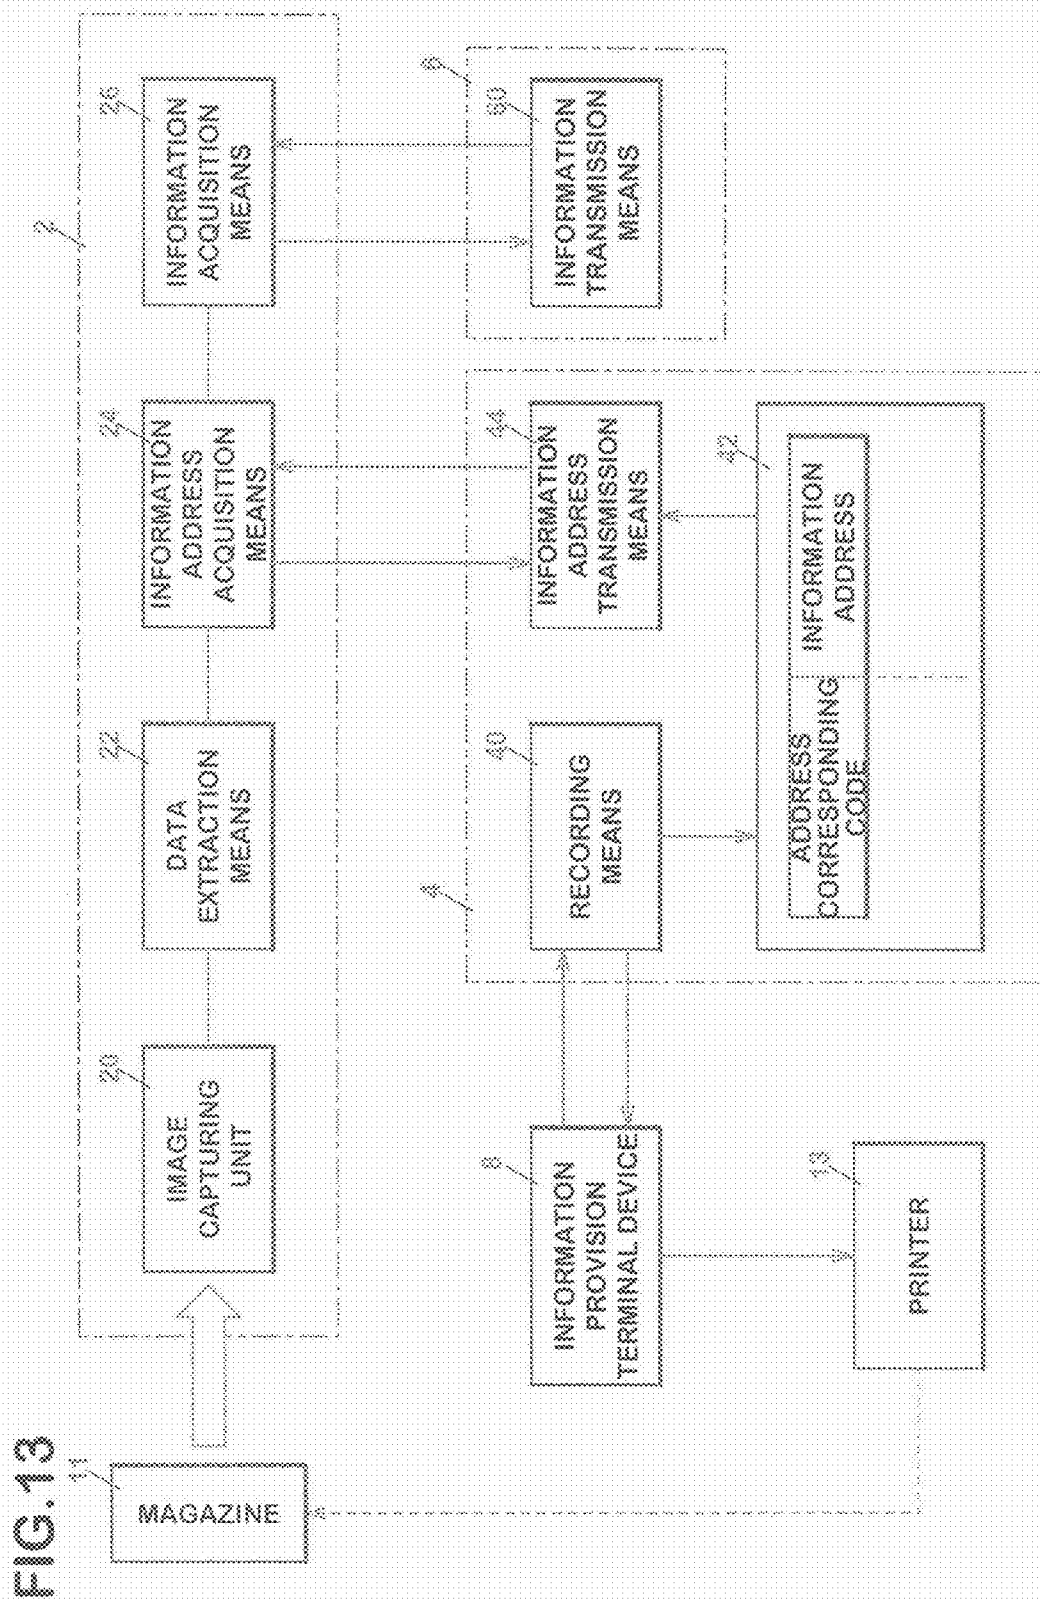 FIG.13
2
20
IMAGE
CAPTURING
UNIT
22
DATA
EXTRACTION
MEANS
24
INFORMATION
ADDRESS
ACQUISITION
MEANS
26
INFORMATION
ACQUISITION
MEANS
11
MAGAZINE
4
6
8
INFORMATION
PROVISION
TERMINAL DEVICE
40
RECORDING
MEANS
44
INFORMATION
ADDRESS
TRANSMISSION
MEANS
60
INFORMATION
TRANSMISSION
MEANS
13
PRINTER
42
ADDRESS
CORRESPONDING
CODE
INFORMATION
ADDRESS